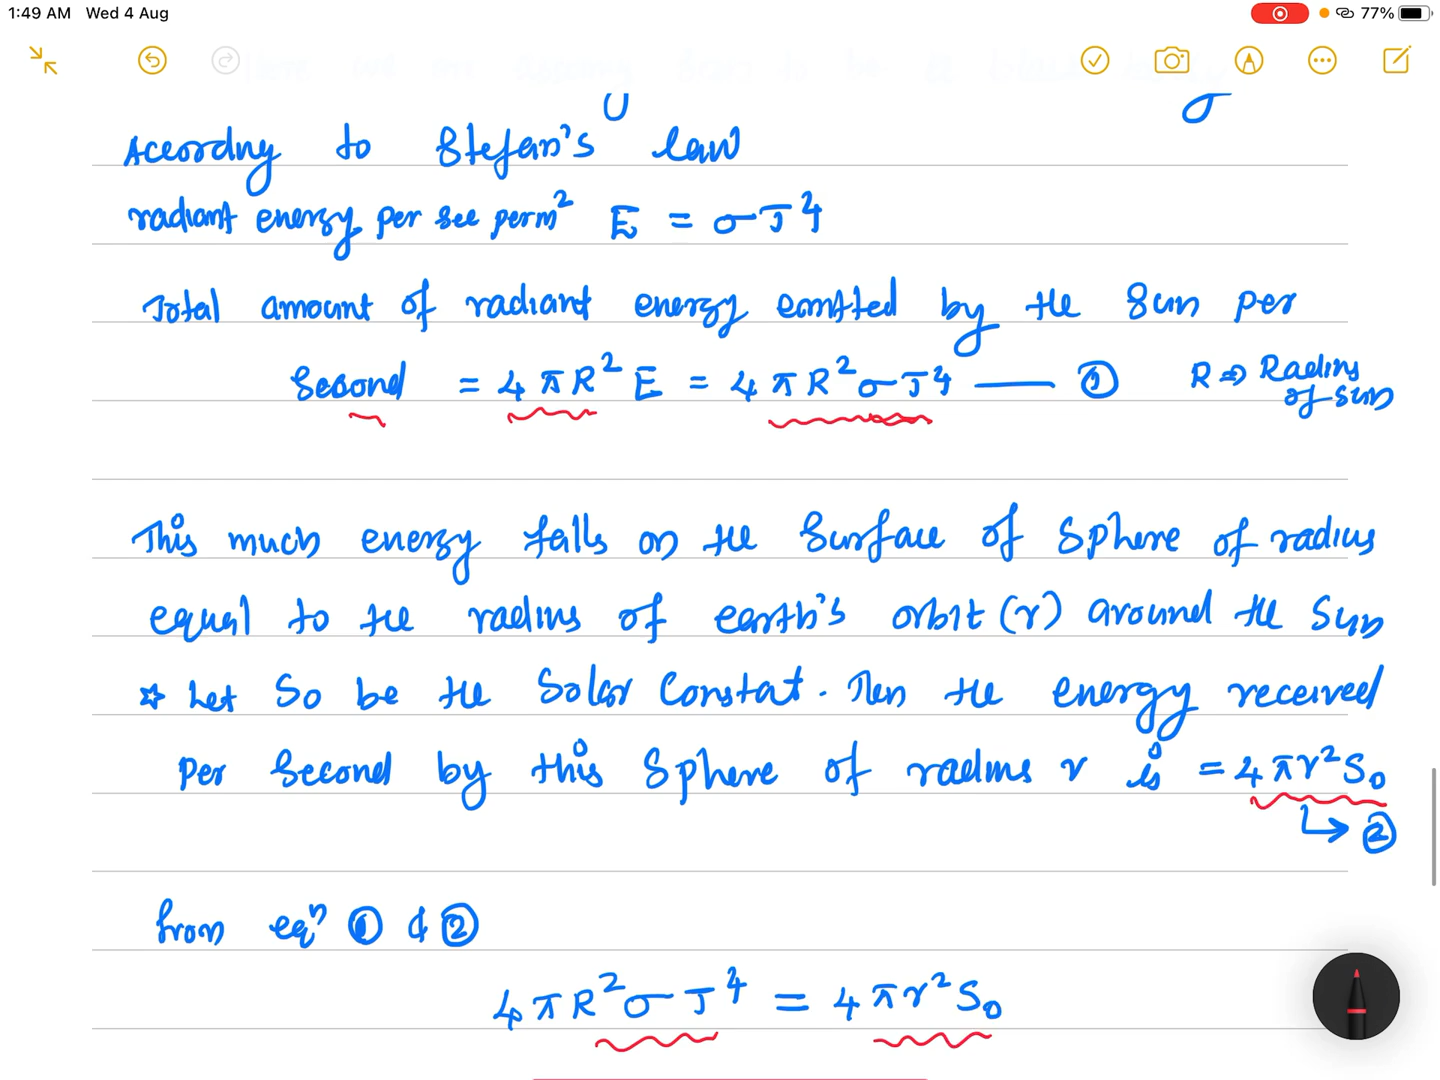 1:49 AM Wed 4 Aug
77%
Accordng to Stefan's law
radiant energy per sec per m² E = σT⁴
Total amount of radiant energy emitted by the Sun per
Second = 4πR²E = 4πR²σT⁴ —— ①
R ⇒ Radius of Sun
This much energy falls on the Surface of Sphere of radius
equal to the radius of earth's orbit (r) around the Sun
☆ Let So be the Solar Constat. Then the energy received
per Second by this Sphere of radius r is = 4πr²S₀
↳ ②
from eqⁿ ① & ②
4πR²σT⁴ = 4πr²S₀